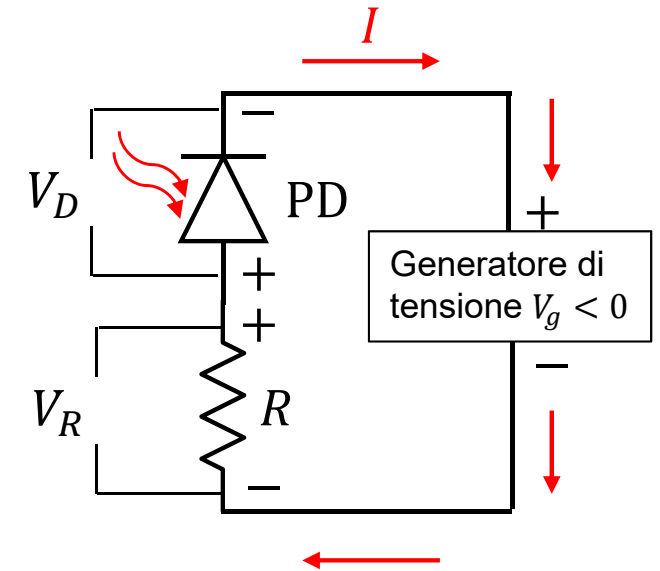 I
−
V_D
PD
+
+
Generatore di
tensione V_g < 0
+
V_R
R
−
−